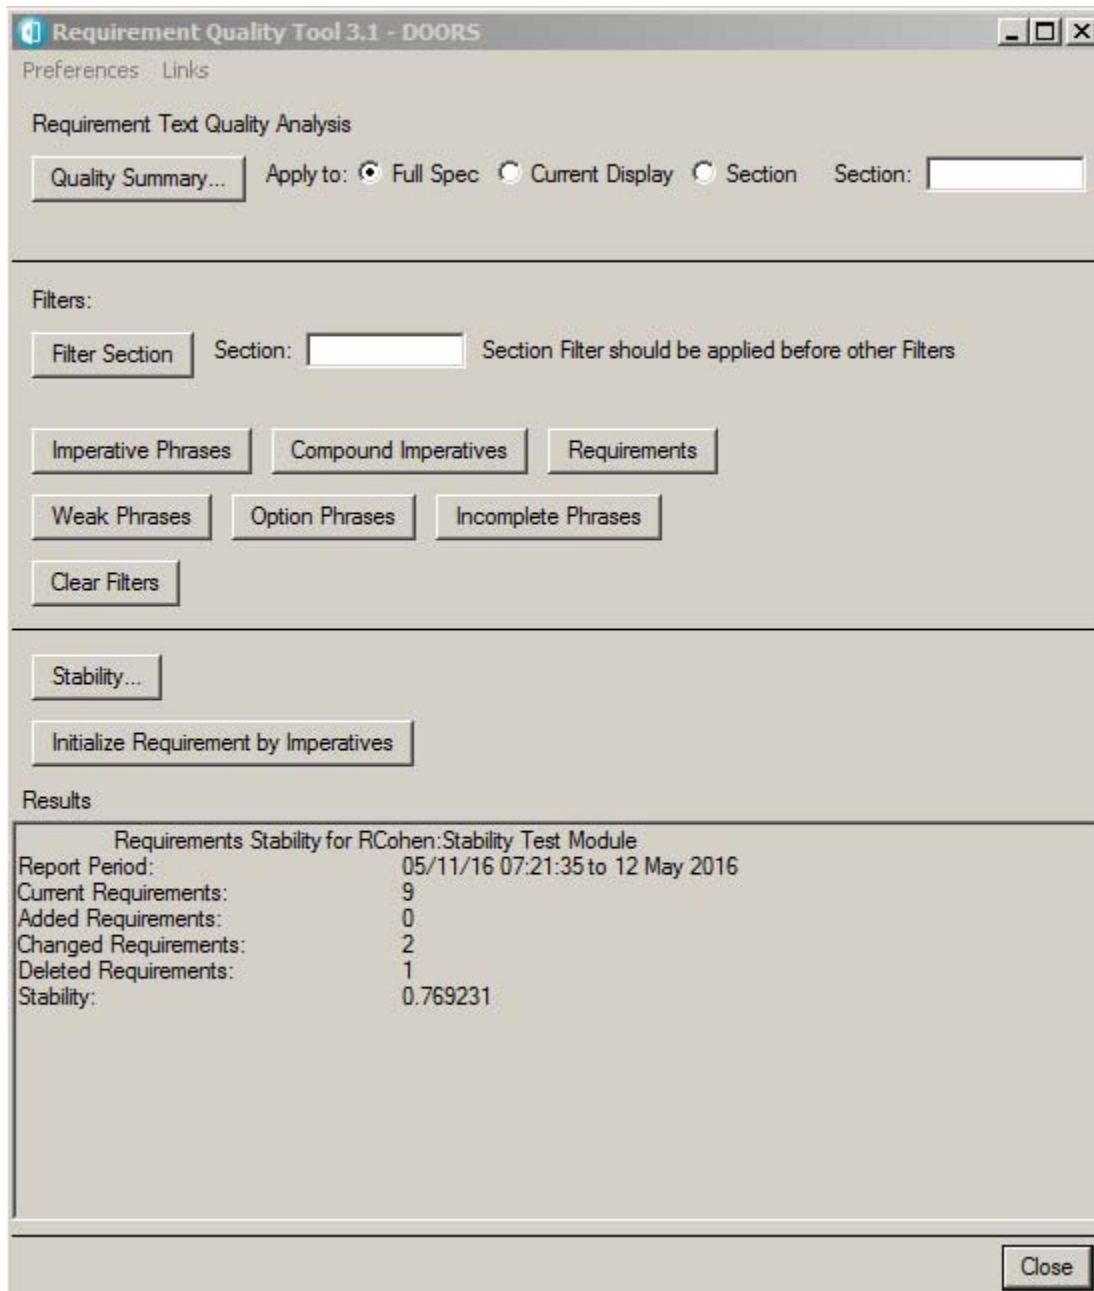 Requirement Quality Tool 3.1 - DOORS
Preferences Links
Requirement Text Quality Analysis
Quality Summary... Apply to: Full Spec Current Display Section Section:
Filters:
Filter Section Section: Section Filter should be applied before other Filters
Imperative Phrases Compound Imperatives Requirements
Weak Phrases Option Phrases Incomplete Phrases
Clear Filters
Stability...
Initialize Requirement by Imperatives
Results
Requirements Stability for RCohen:Stability Test Module
Report Period: 05/11/16 07:21:35 to 12 May 2016
Current Requirements: 9
Added Requirements: 0
Changed Requirements: 2
Deleted Requirements: 1
Stability: 0.769231
Close